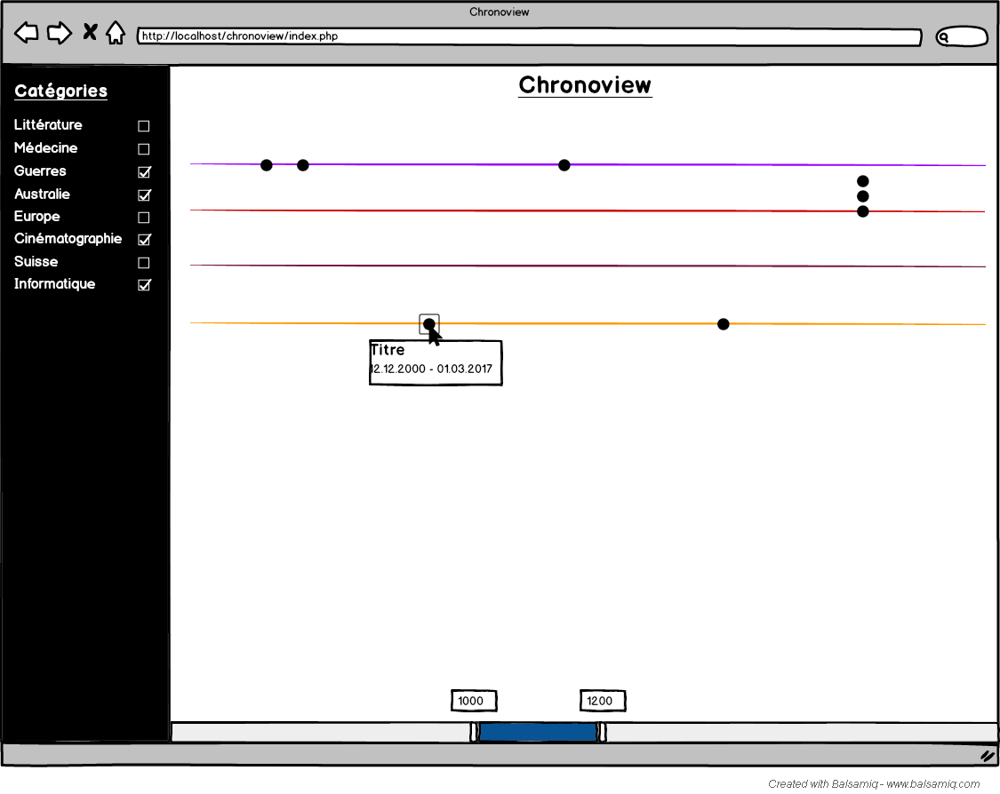 Chronoview
http://localhost/chronoview/index.php
Catégories
Littérature
Médecine
Guerres
Australie
Europe
Cinématographie
Suisse
Informatique
Chronoview
Titre
12.12.2000 - 01.03.2017
1000
1200
Created with Balsamiq - www.balsamiq.com